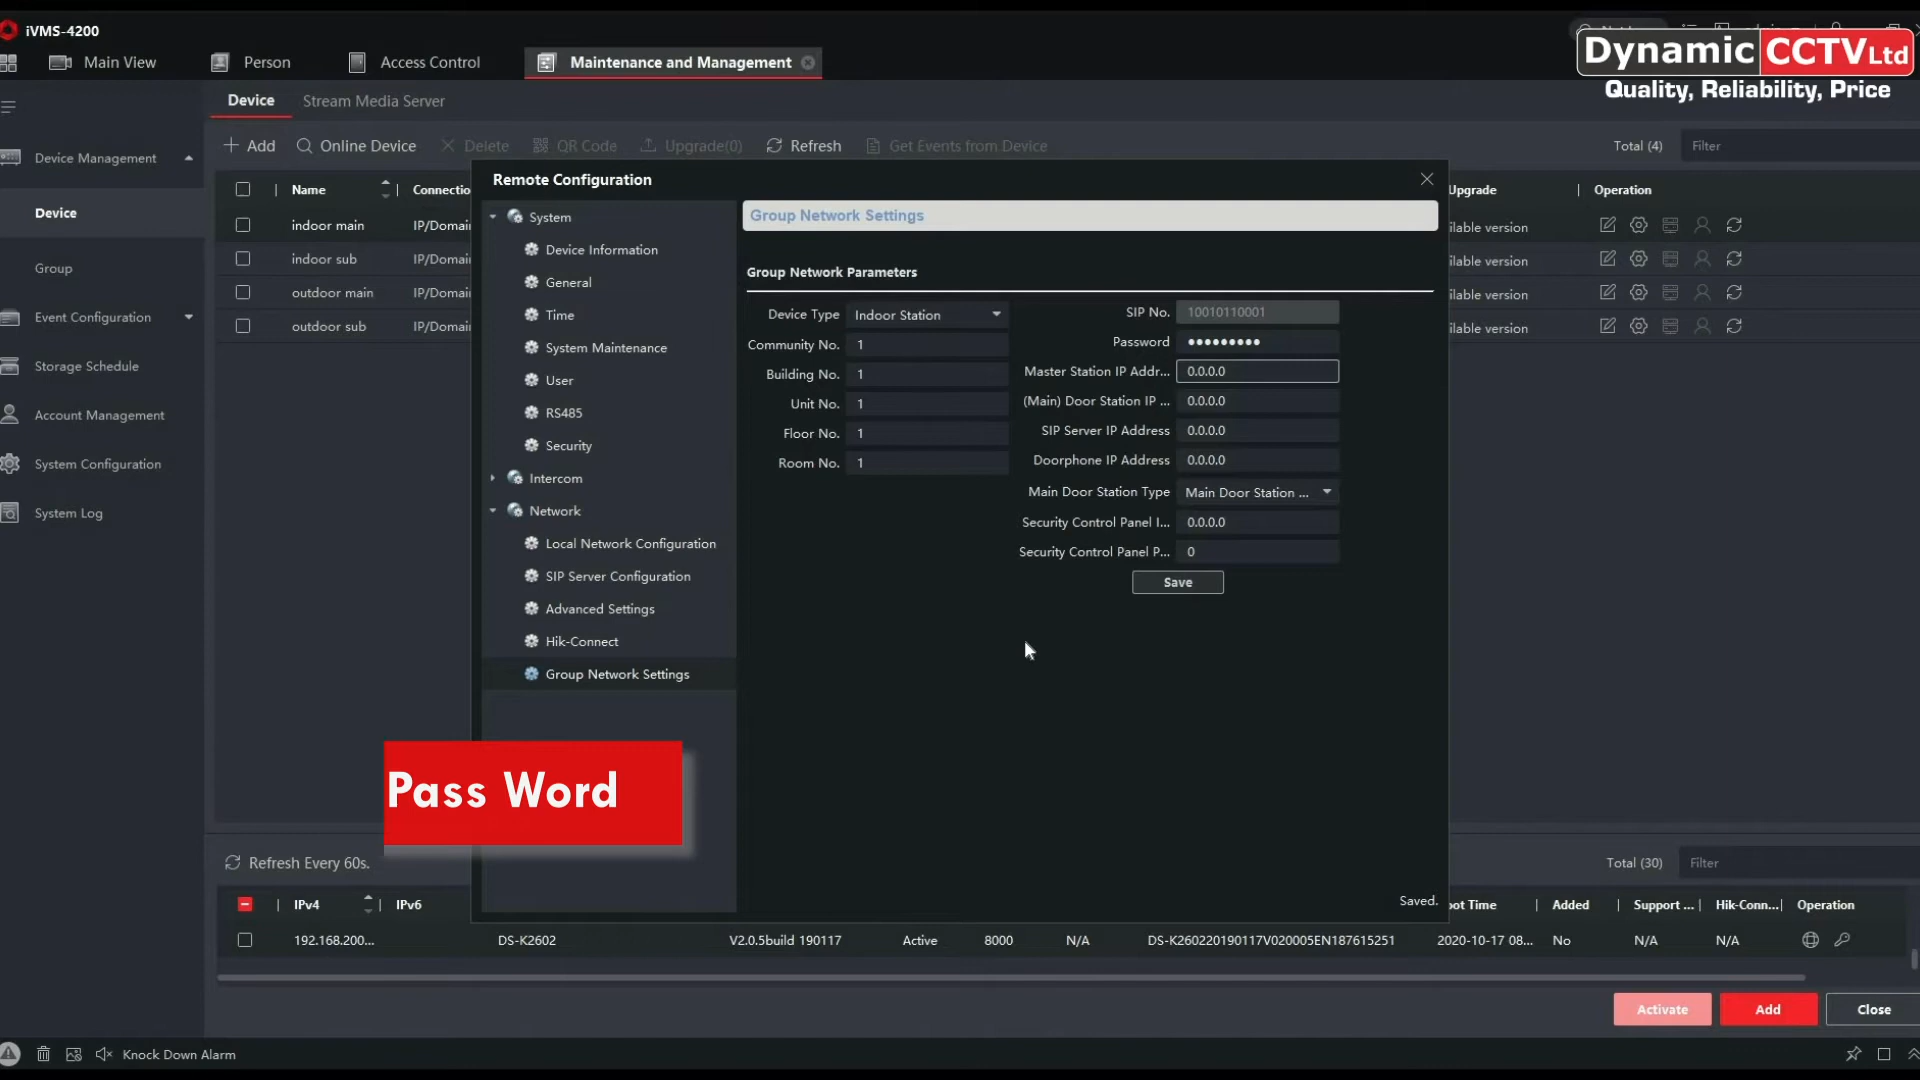 iVMS-4200
Main View
Person
Access Control
Maintenance and Management
Dynamic CCTV Ltd
Quality, Reliability, Price
Device
Stream Media Server
Add
Online Device
Delete
QR Code
Upgrade(0)
Refresh
Get Events from Device
Total (4)
Filter
Device Management
Device
Group
Event Configuration
Storage Schedule
Account Management
System Configuration
System Log
Name
Connectio
Upgrade
Operation
indoor main
IP/Domai
ilable version
indoor sub
IP/Domai
ilable version
outdoor main
IP/Domai
ilable version
outdoor sub
IP/Domai
ilable version
Remote Configuration
System
Device Information
General
Time
System Maintenance
User
RS485
Security
Intercom
Network
Local Network Configuration
SIP Server Configuration
Advanced Settings
Hik-Connect
Group Network Settings
Group Network Settings
Group Network Parameters
Device Type Indoor Station
Community No. 1
Building No. 1
Unit No. 1
Floor No. 1
Room No. 1
SIP No. 10010110001
Password •••••••••
Master Station IP Addr... 0.0.0.0
(Main) Door Station IP ... 0.0.0.0
SIP Server IP Address 0.0.0.0
Doorphone IP Address 0.0.0.0
Main Door Station Type Main Door Station ...
Security Control Panel I... 0.0.0.0
Security Control Panel P... 0
Save
Saved.
Pass Word
Refresh Every 60s.
Total (30)
Filter
IPv4
IPv6
oot Time
Added
Support ...
Hik-Conn...
Operation
192.168.200...
DS-K2602
V2.0.5build 190117
Active
8000
N/A
DS-K260220190117V020005EN187615251
2020-10-17 08...
No
N/A
N/A
Activate
Add
Close
Knock Down Alarm